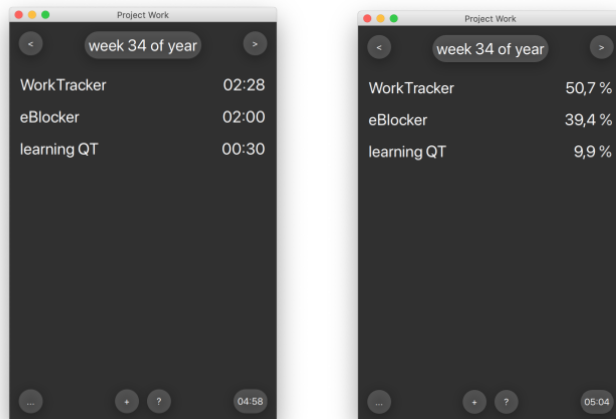 Project Work
< week 34 of year >
WorkTracker 02:28
eBlocker 02:00
learning QT 00:30
... + ? 04:58
Project Work
< week 34 of year >
WorkTracker 50,7 %
eBlocker 39,4 %
learning QT 9,9 %
... + ? 05:04